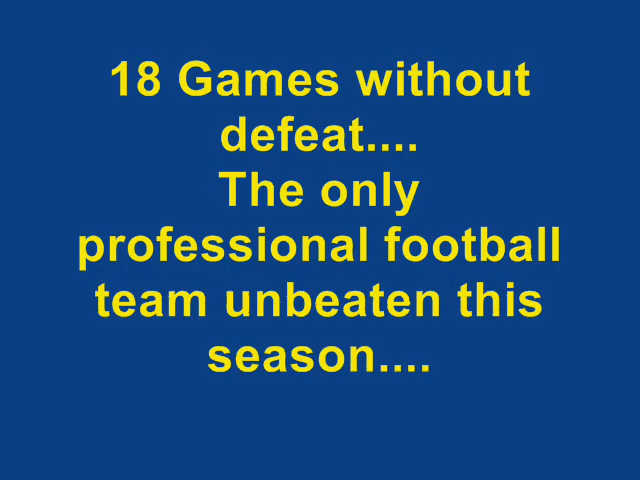 18 Games without
defeat....
The only
professional football
team unbeaten this
season....